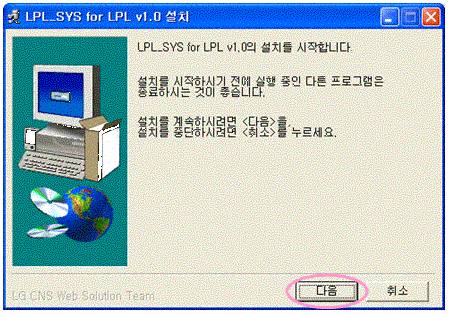 LPL_SYS for LPL v1.0 설치
LPL_SYS for LPL v1.0의 설치를 시작합니다.
설치를 시작하시기 전에 실행 중인 다른 프로그램은
종료하시는 것이 좋습니다.
설치를 계속하시려면 <다음>을,
설치를 중단하시려면 <취소>를 누르세요.
LG CNS Web Solution Team
다음
취소